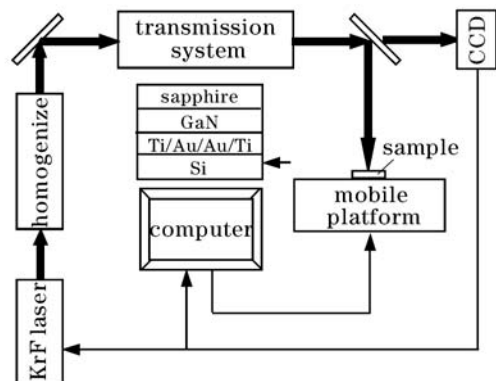 transmission
system
CCD
sapphire
GaN
Ti/Au/Au/Ti
Si
sample
mobile
platform
homogenize
computer
KrF laser